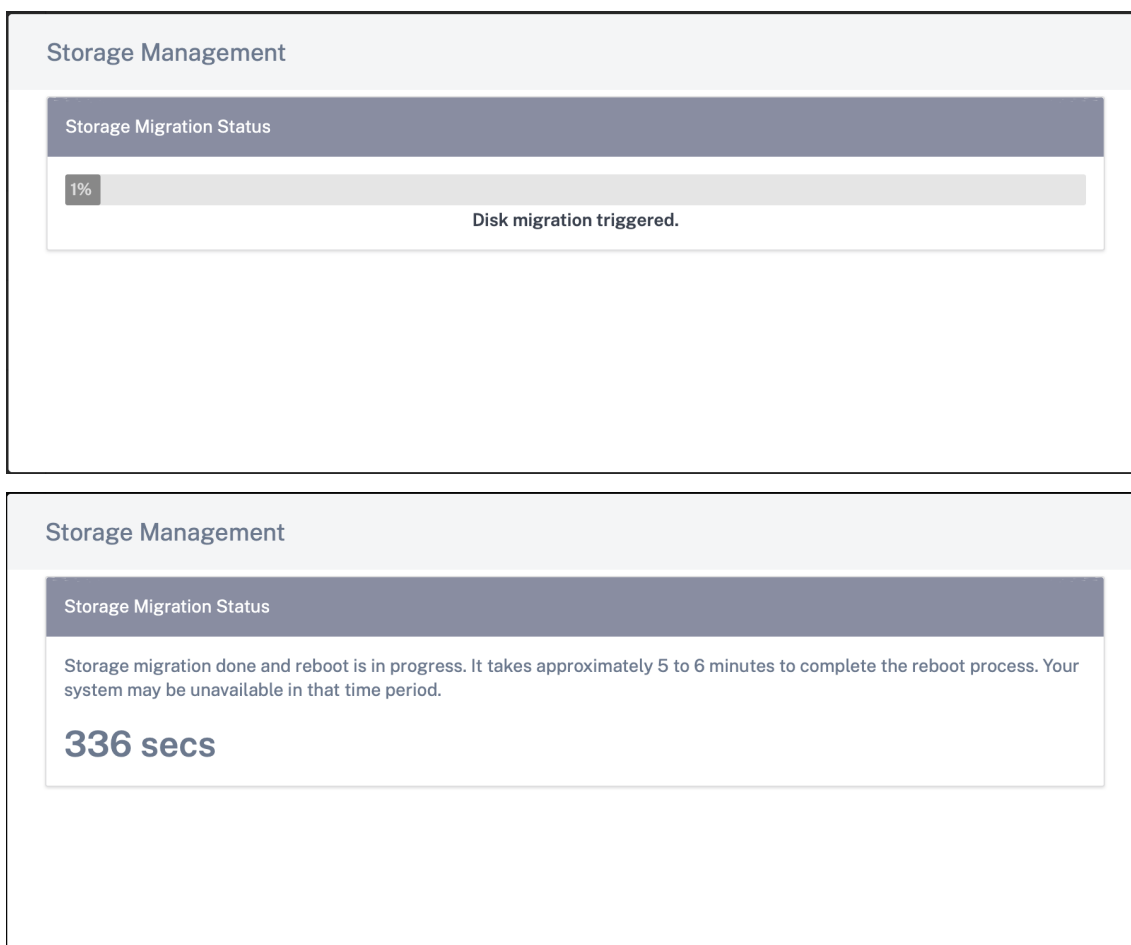 Storage Management
Storage Migration Status
1%
Disk migration triggered.
Storage Management
Storage Migration Status
Storage migration done and reboot is in progress. It takes approximately 5 to 6 minutes to complete the reboot process. Your
system may be unavailable in that time period.
336 secs